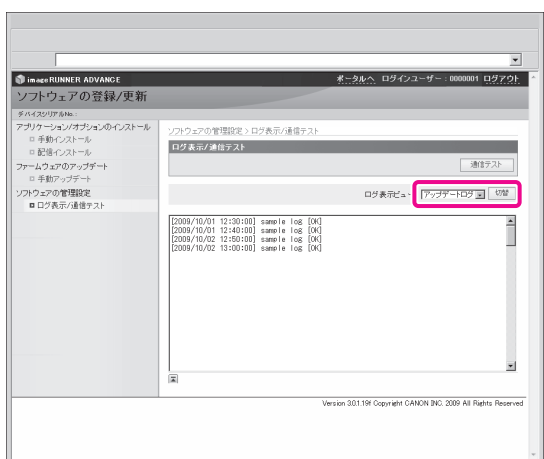 imageRUNNER ADVANCE
ポータルへ ログインユーザー : 0000001 ログアウト
ソフトウェアの登録/更新
デバイスシリアルNo. :
アプリケーション/オプションのインストール
手動インストール
配信インストール
ファームウェアのアップデート
手動アップデート
ソフトウェアの管理設定
ログ表示/通信テスト
ソフトウェアの管理設定 > ログ表示/通信テスト
ログ表示/通信テスト
通信テスト
ログ表示ビュー : アップデートログ 切替
[2009/10/01 12:30:00] sample log [OK]
[2009/10/01 12:40:00] sample log [OK]
[2009/10/02 12:50:00] sample log [OK]
[2009/10/02 13:00:00] sample log [OK]
Version 3.0.1.19f Copyright CANON INC. 2009 All Rights Reserved